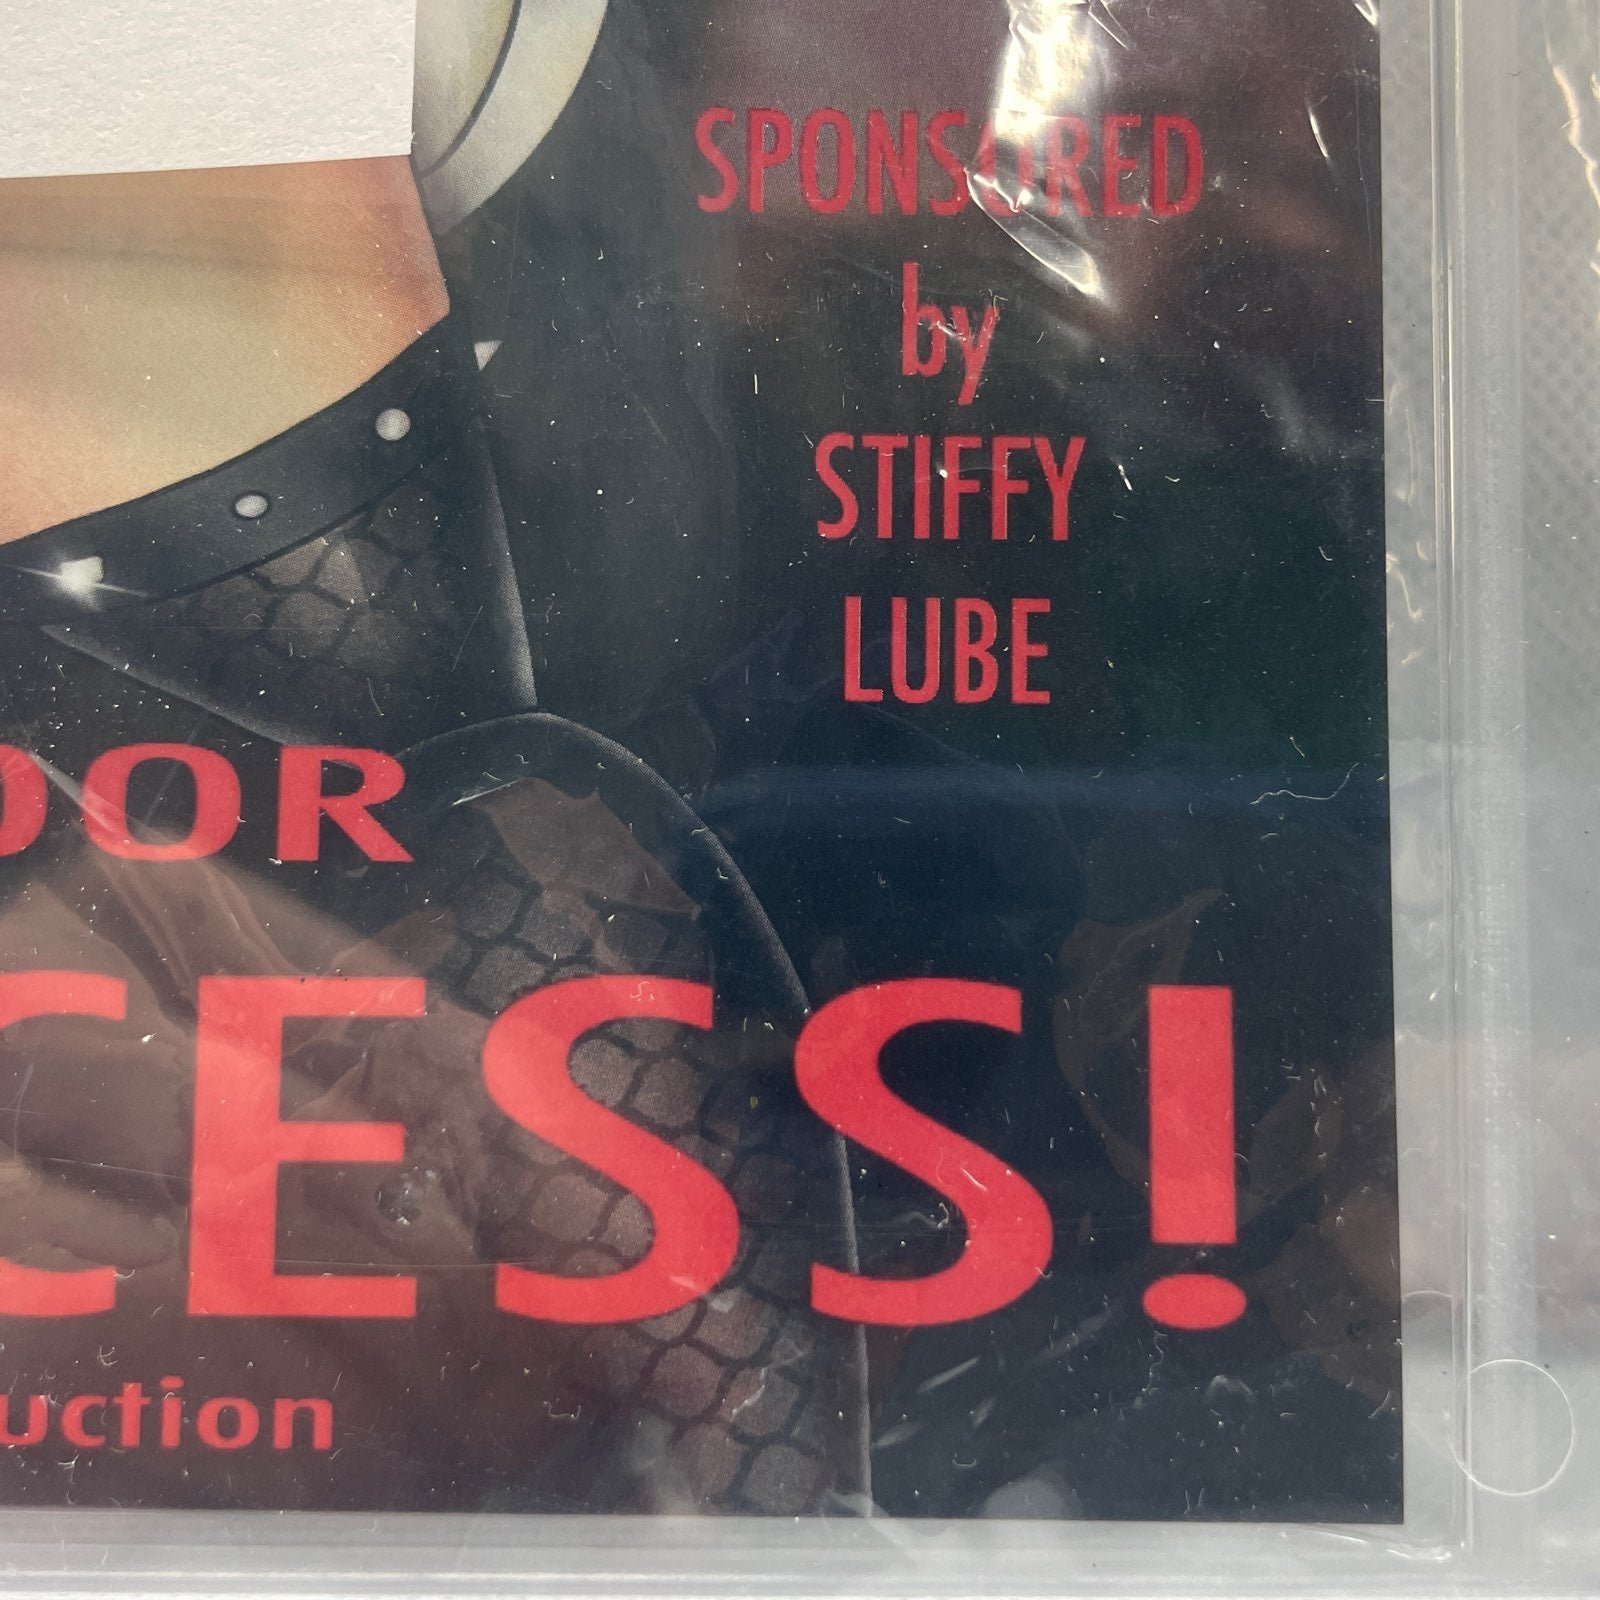 SPONSORED
by
STIFFY
LUBE
OOR
CESS!
uction